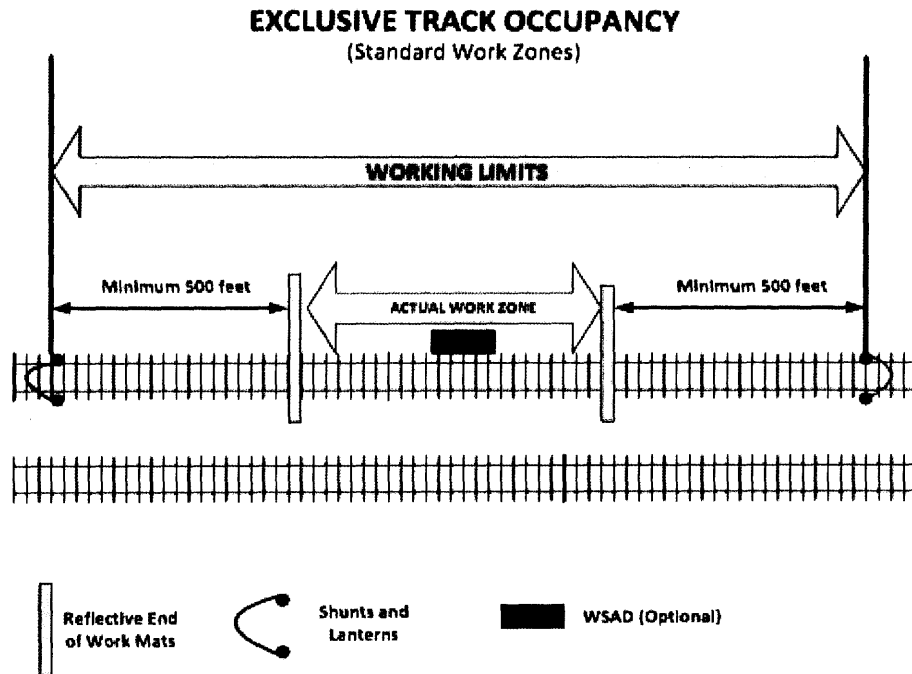 EXCLUSIVE TRACK OCCUPANCY
(Standard Work Zones)
WORKING LIMITS
Minimum 500 feet
ACTUAL WORK ZONE
Minimum 500 feet
Reflective End
of Work Mats
Shunts and
Lanterns
WSAD (Optional)